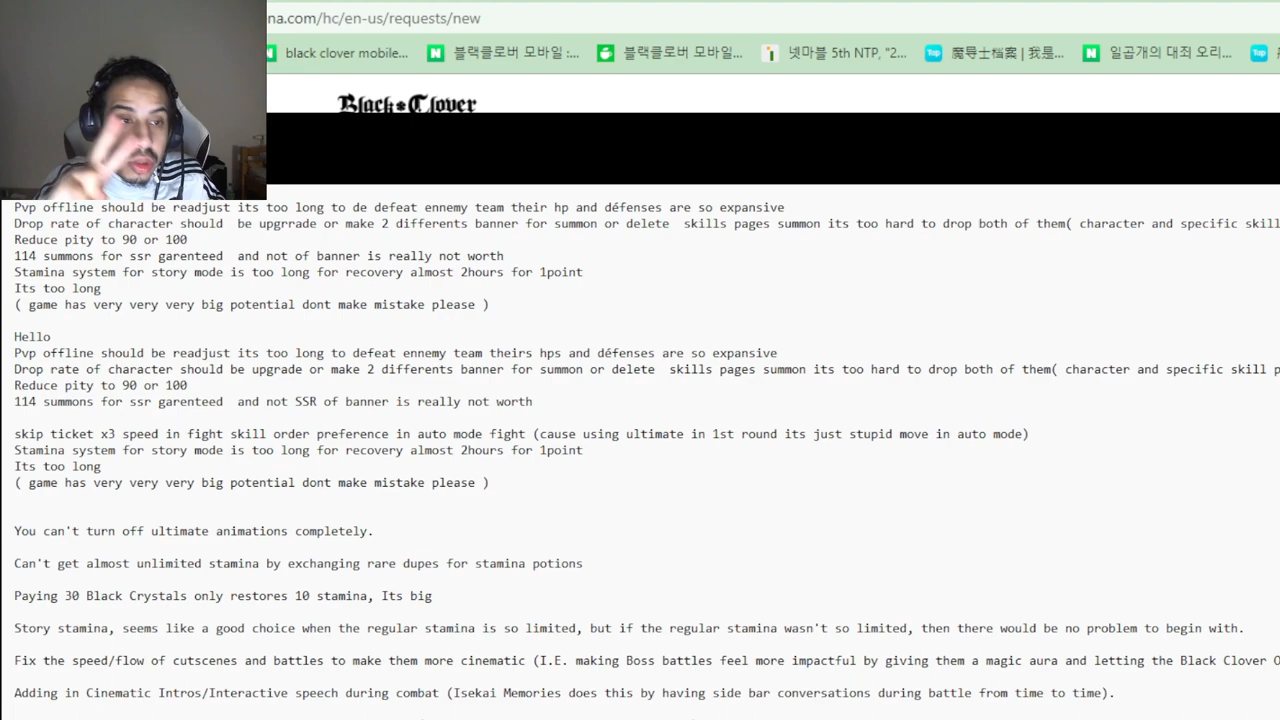 na.com/hc/en-us/requests/new
black clover mobile... 블랙클로버 모바일 :... 블랙클로버 모바일... 넷마블 5th NTP, "2... 魔导士档案 | 我是... 일곱개의 대죄 오리...
Black Clover
Pvp offline should be readjust its too long to de defeat ennemy team their hp and défenses are so expansive
Drop rate of character should  be upgrrade or make 2 differents banner for summon or delete  skills pages summon its too hard to drop both of them( character and specific skill
Reduce pity to 90 or 100
114 summons for ssr garenteed  and not of banner is really not worth
Stamina system for story mode is too long for recovery almost 2hours for 1point
Its too long
( game has very very very big potential dont make mistake please )
Hello
Pvp offline should be readjust its too long to defeat ennemy team theirs hps and défenses are so expansive
Drop rate of character should be upgrade or make 2 differents banner for summon or delete  skills pages summon its too hard to drop both of them( character and specific skill p
Reduce pity to 90 or 100
114 summons for ssr garenteed  and not SSR of banner is really not worth
skip ticket x3 speed in fight skill order preference in auto mode fight (cause using ultimate in 1st round its just stupid move in auto mode)
Stamina system for story mode is too long for recovery almost 2hours for 1point
Its too long
( game has very very very big potential dont make mistake please )
You can't turn off ultimate animations completely.
Can't get almost unlimited stamina by exchanging rare dupes for stamina potions
Paying 30 Black Crystals only restores 10 stamina, Its big
Story stamina, seems like a good choice when the regular stamina is so limited, but if the regular stamina wasn't so limited, then there would be no problem to begin with.
Fix the speed/flow of cutscenes and battles to make them more cinematic (I.E. making Boss battles feel more impactful by giving them a magic aura and letting the Black Clover O
Adding in Cinematic Intros/Interactive speech during combat (Isekai Memories does this by having side bar conversations during battle from time to time).